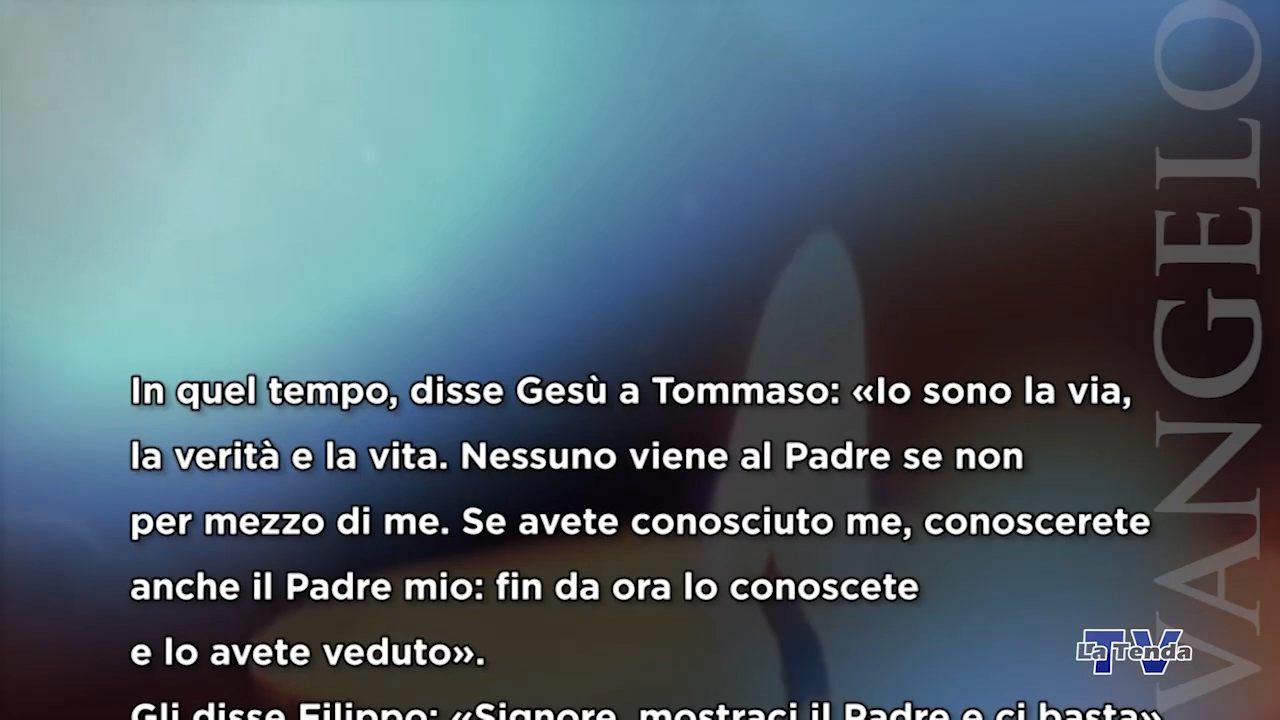 In quel tempo, disse Gesù a Tommaso: «Io sono la via,
la verità e la vita. Nessuno viene al Padre se non
per mezzo di me. Se avete conosciuto me, conoscerete
anche il Padre mio: fin da ora lo conoscete
e lo avete veduto».
Gli disse Filippo: «Signore, mostraci il Padre e ci basta».
VANGELO
TV
La Tenda